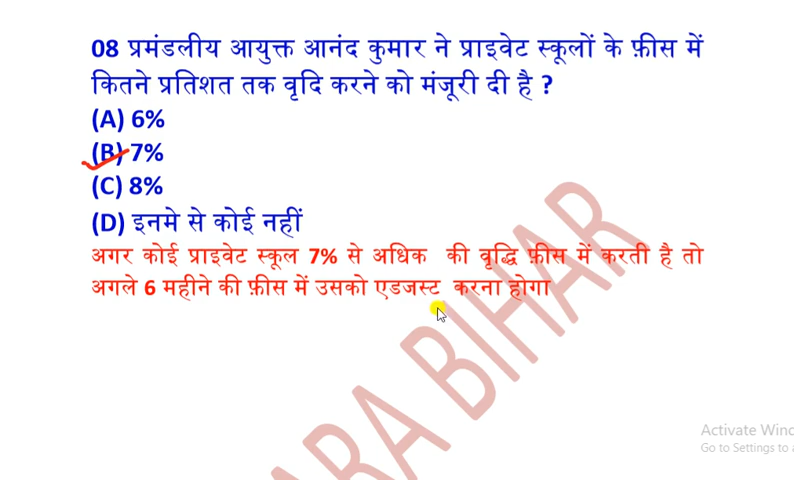 08 प्रमंडलीय आयुक्त आनंद कुमार ने प्राइवेट स्कूलों के फ़ीस में
कितने प्रतिशत तक वृदि करने को मंजूरी दी है ?
(A) 6%
(B) 7%
(C) 8%
(D) इनमे से कोई नहीं
अगर कोई प्राइवेट स्कूल 7% से अधिक की वृद्धि फ़ीस में करती है तो
अगले 6 महीने की फ़ीस में उसको एडजस्ट करना होगा
ARA BIHAR
Activate Wind
Go to Settings to a